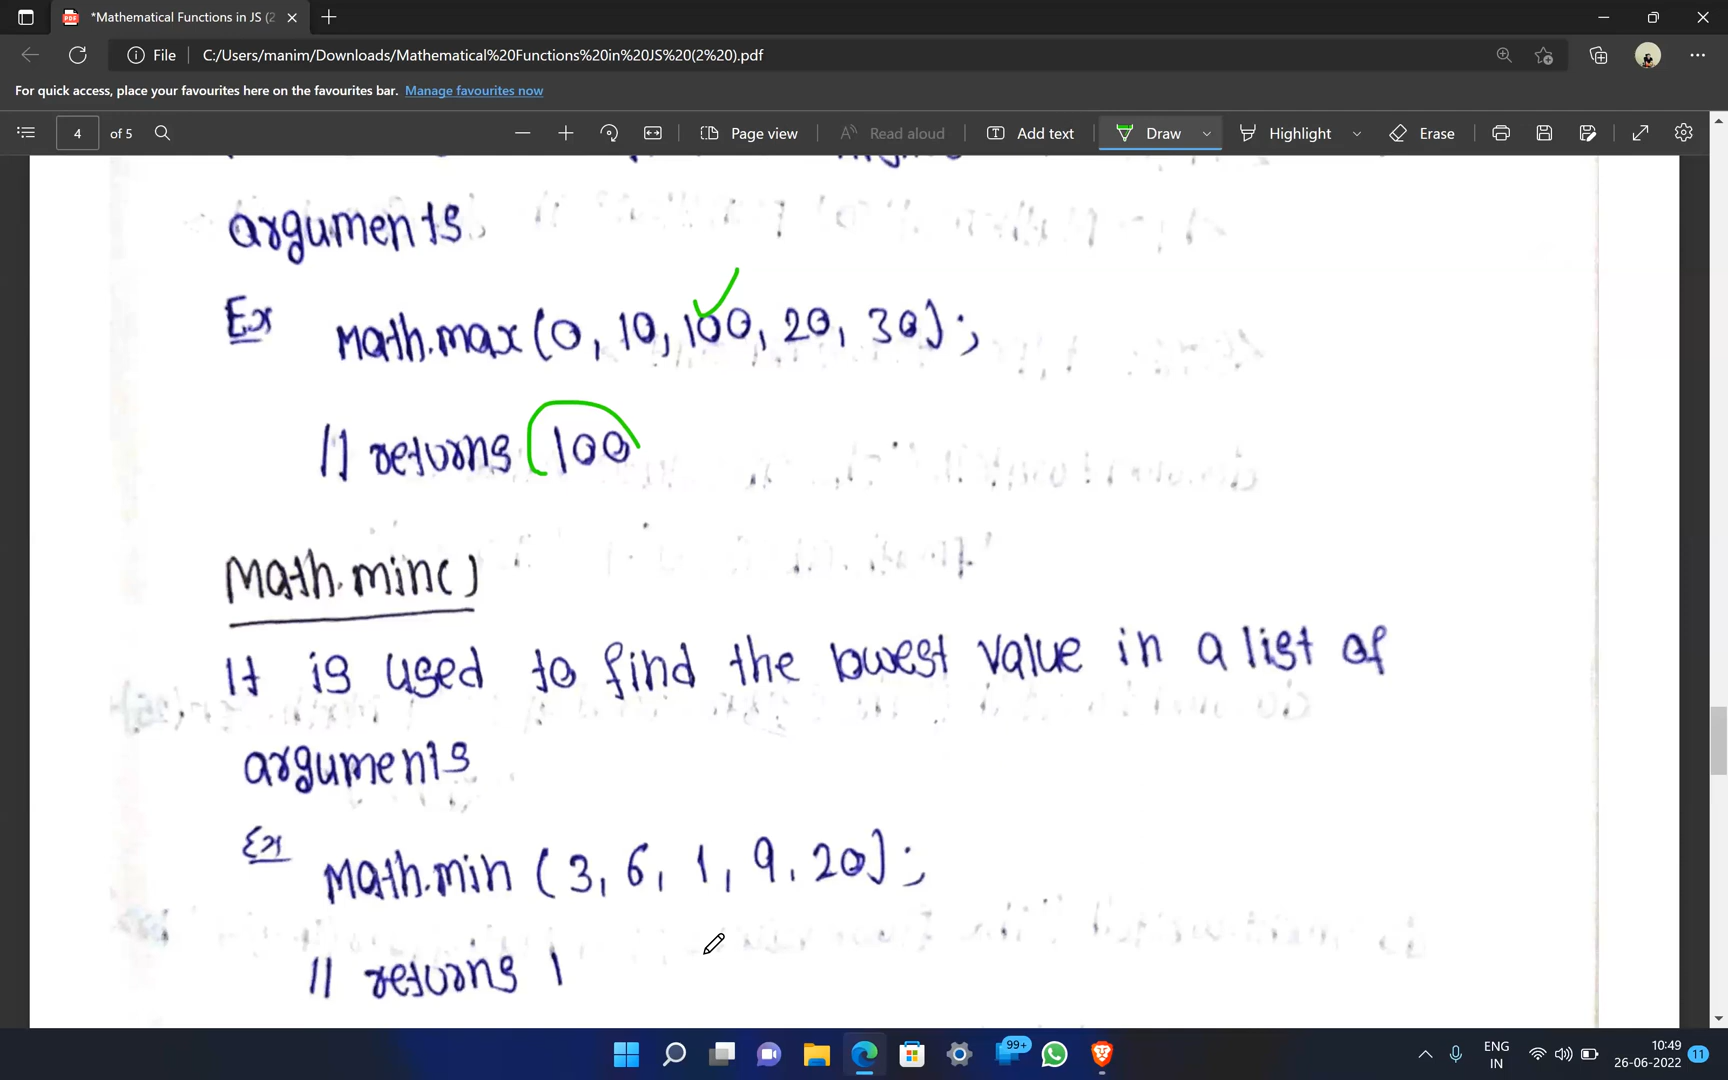 *Mathematical Functions in JS (2
File
C:/Users/manim/Downloads/Mathematical%20Functions%20in%20JS%20(2%20).pdf
For quick access, place your favourites here on the favourites bar. Manage favourites now
4 of 5
Page view
Read aloud
Add text
Draw
Highlight
Erase
arguments.
Ex math.max (0, 10, 100, 20, 30);
// returns 100
Math.min()
It is used to find the lowest value in a list of
arguments
Ex math.min (3, 6, 1, 9, 20);
// returns 1
99+
ENG
IN
10:49
26-06-2022
11